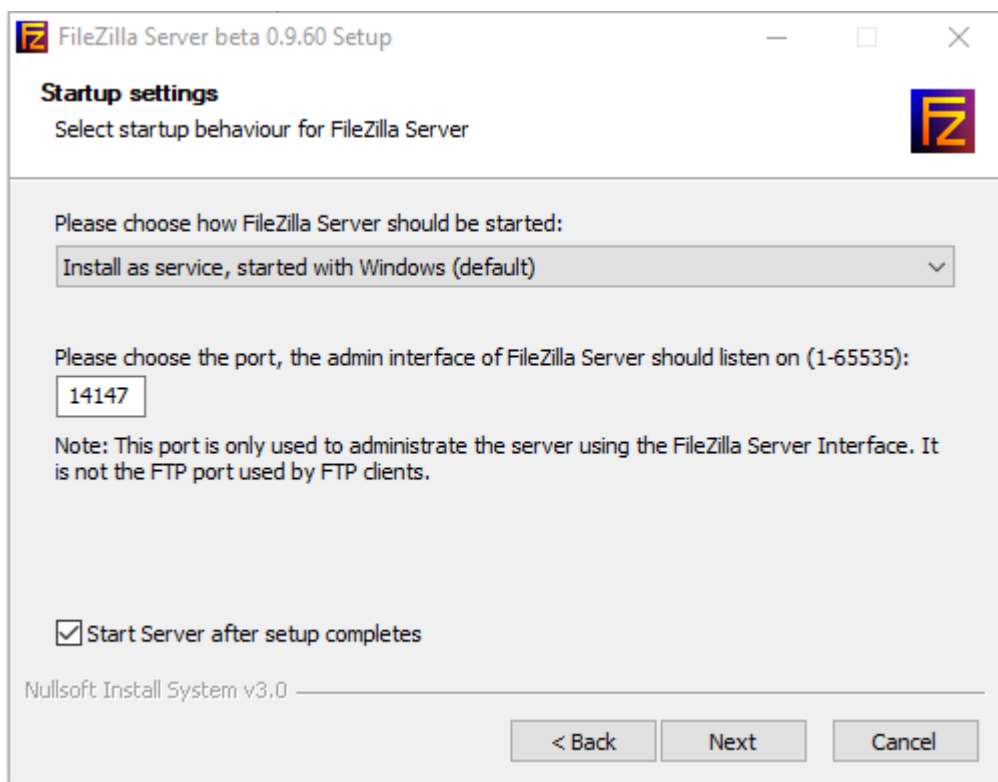 FileZilla Server beta 0.9.60 Setup
Startup settings
Select startup behaviour for FileZilla Server
FZ
Please choose how FileZilla Server should be started:
Install as service, started with Windows (default)
Please choose the port, the admin interface of FileZilla Server should listen on (1-65535):
14147
Note: This port is only used to administrate the server using the FileZilla Server Interface. It
is not the FTP port used by FTP clients.
Start Server after setup completes
Nullsoft Install System v3.0
< Back
Next
Cancel